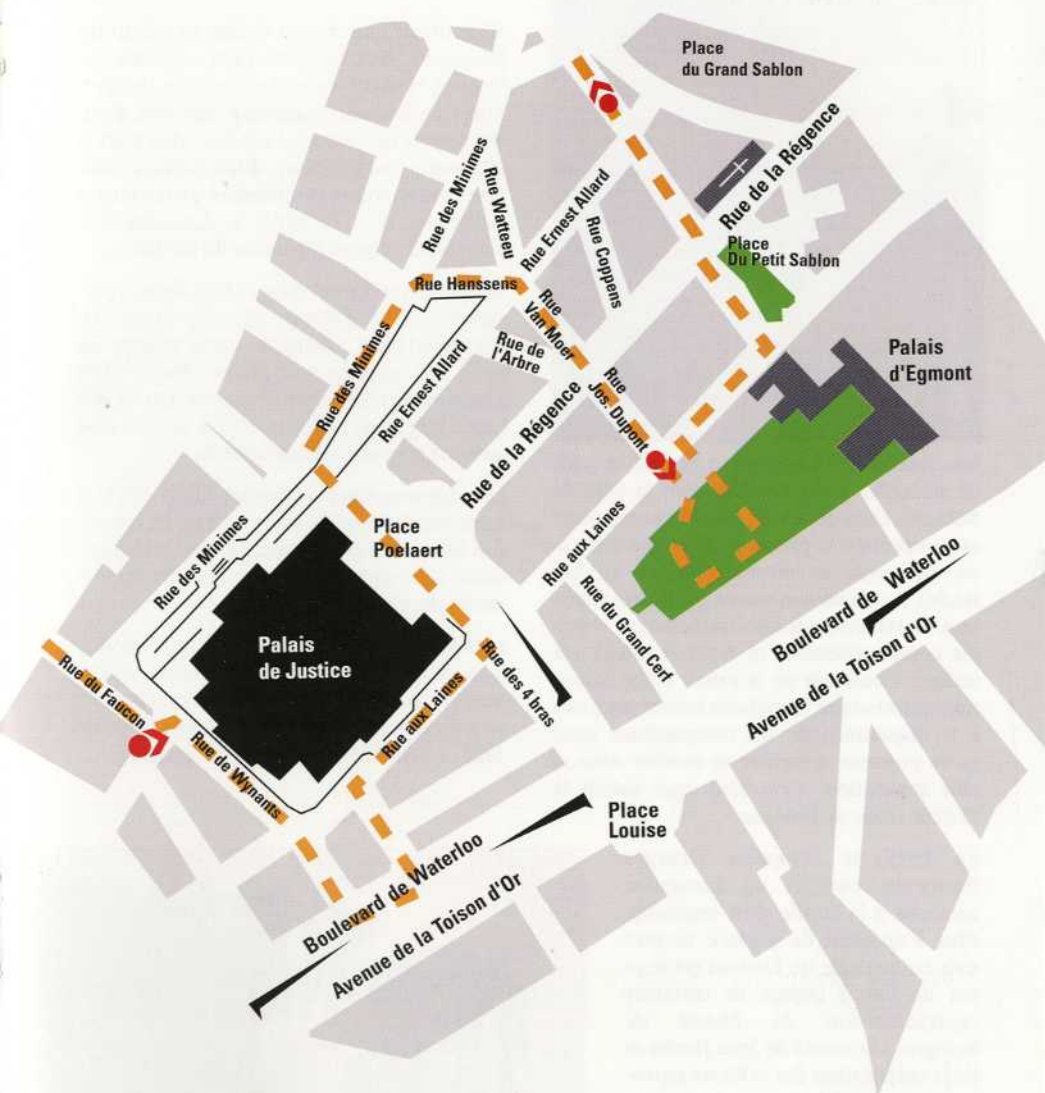 Place
du Grand Sablon
Rue de la Régence
Rue des Minimes
Rue Watteeu
Rue Ernest Allard
Rue Coppens
Place
Du Petit Sablon
Rue Hanssens
Rue
Van Moer
Rue de
l'Arbre
Rue des Minimes
Rue Ernest Allard
Rue
Jos. Dupont
Palais
d'Egmont
Rue de la Régence
Place
Poelaert
Rue des Minimes
Rue aux Laines
Rue du Grand Cerf
Boulevard de Waterloo
Avenue de la Toison d'Or
Palais
de Justice
Rue du Faucon
Rue de Wynants
Rue aux Laines
Rue des 4 bras
Place
Louise
Boulevard de Waterloo
Avenue de la Toison d'Or